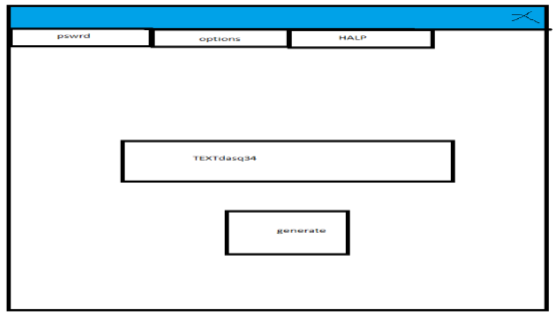 pswrd options HALP
TEXTdasq34
generate